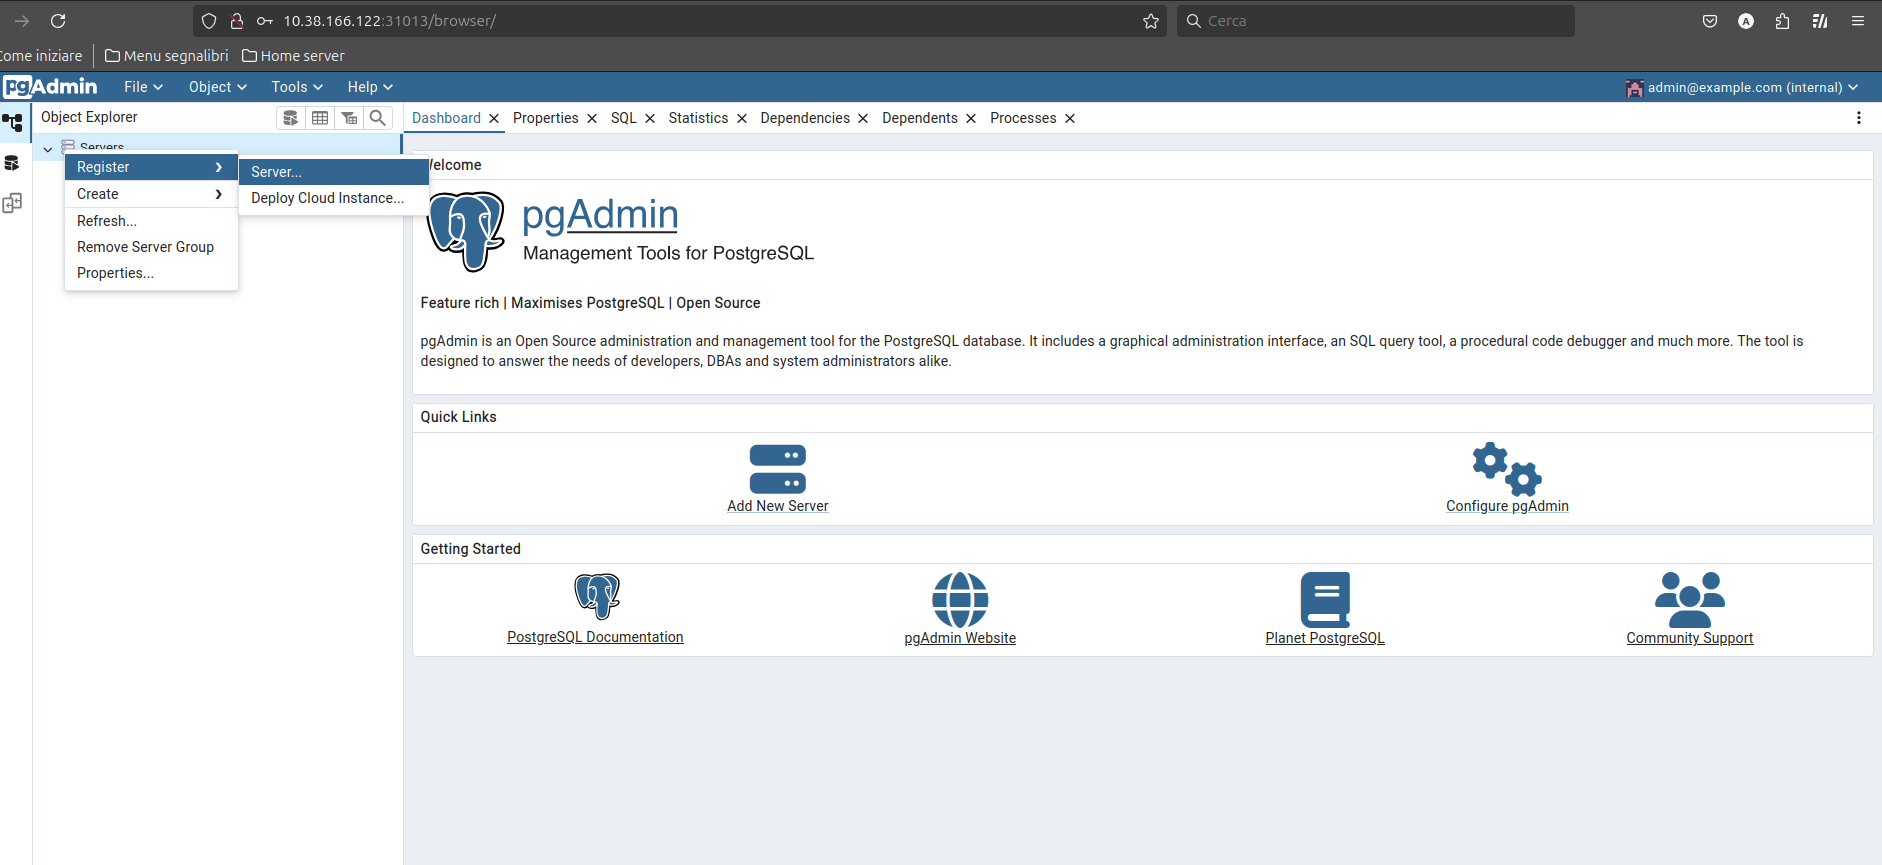 10.38.166.122:31013/browser/
Cerca
A
ome iniziare
Menu segnalibri
Home server
pgAdmin
File
Object
Tools
Help
admin@example.com (internal)
Object Explorer
Dashboard
Properties
SQL
Statistics
Dependencies
Dependents
Processes
Servers
Register
Server...
elcome
Create
Deploy Cloud Instance...
Refresh...
Remove Server Group
Properties...
pgAdmin
Management Tools for PostgreSQL
Feature rich | Maximises PostgreSQL | Open Source
pgAdmin is an Open Source administration and management tool for the PostgreSQL database. It includes a graphical administration interface, an SQL query tool, a procedural code debugger and much more. The tool is
designed to answer the needs of developers, DBAs and system administrators alike.
Quick Links
Add New Server
Configure pgAdmin
Getting Started
PostgreSQL Documentation
pgAdmin Website
Planet PostgreSQL
Community Support